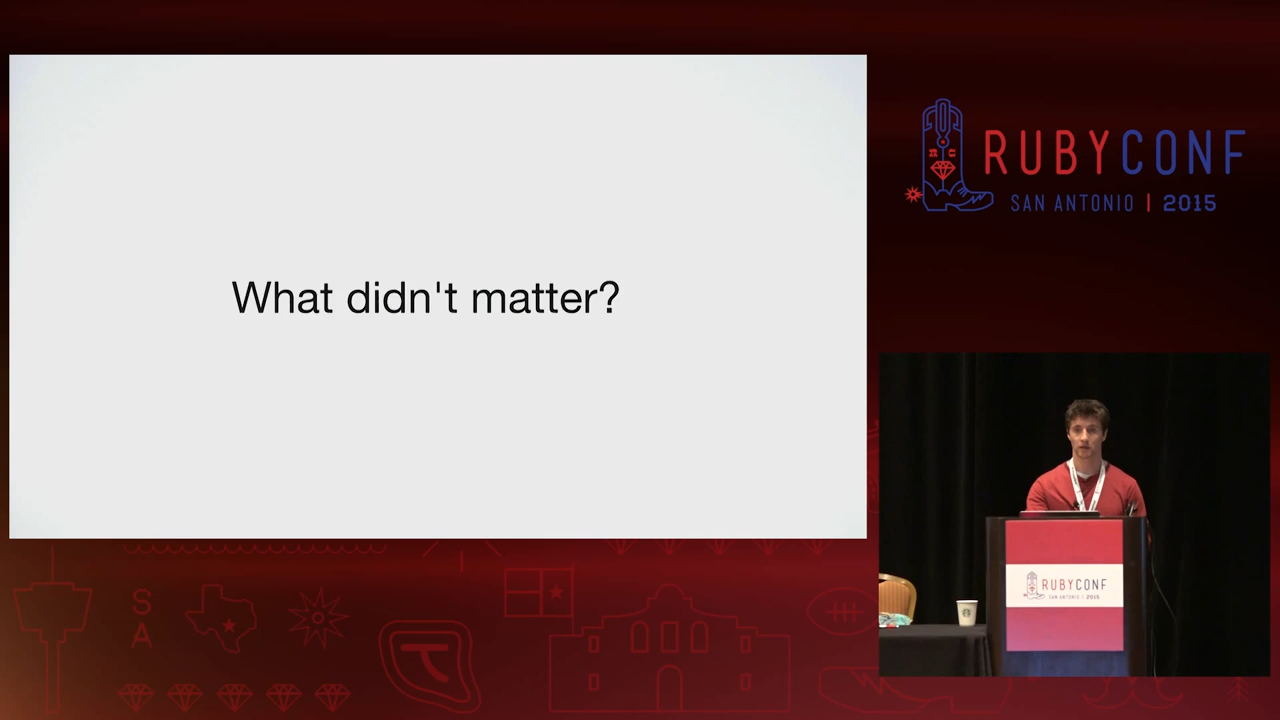 What didn't matter?
RUBYCONF
SAN ANTONIO | 2015
S
A
RUBYCONF
SAN ANTONIO | 2015